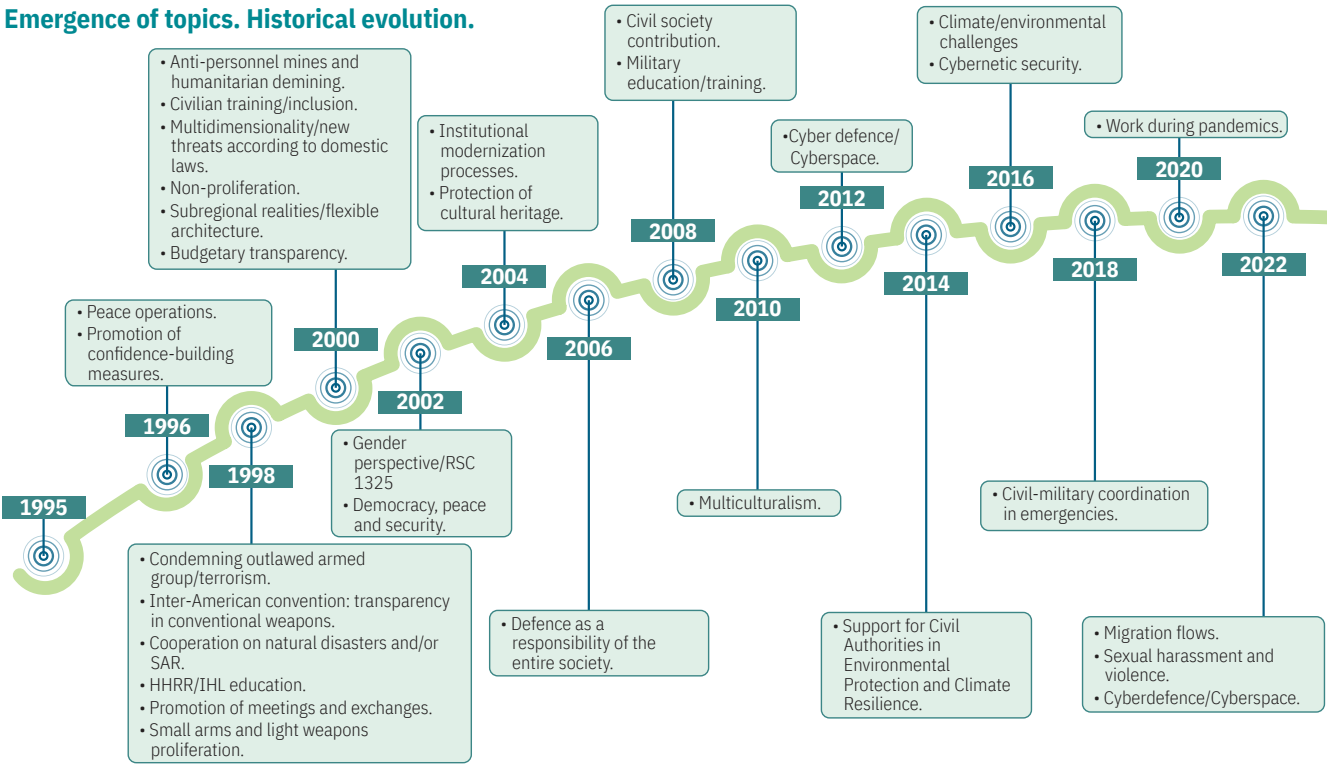 Emergence of topics. Historical evolution.
1995
• Peace operations.
• Promotion of
confidence-building
measures.
1996
1998
• Condemning outlawed armed
group/terrorism.
• Inter-American convention: transparency
in conventional weapons.
• Cooperation on natural disasters and/or
SAR.
• HHRR/IHL education.
• Promotion of meetings and exchanges.
• Small arms and light weapons
proliferation.
• Anti-personnel mines and
humanitarian demining.
• Civilian training/inclusion.
• Multidimensionality/new
threats according to domestic
laws.
• Non-proliferation.
• Subregional realities/flexible
architecture.
• Budgetary transparency.
2000
2002
• Gender
perspective/RSC
1325
• Democracy, peace
and security.
• Institutional
modernization
processes.
• Protection of
cultural heritage.
2004
2006
• Defence as a
responsibility of the
entire society.
• Civil society
contribution.
• Military
education/training.
2008
2010
• Multiculturalism.
•Cyber defence/
Cyberspace.
2012
2014
• Support for Civil
Authorities in
Environmental
Protection and Climate
Resilience.
• Climate/environmental
challenges
• Cybernetic security.
2016
2018
• Civil-military coordination
in emergencies.
• Work during pandemics.
2020
2022
• Migration flows.
• Sexual harassment and
violence.
• Cyberdefence/Cyberspace.